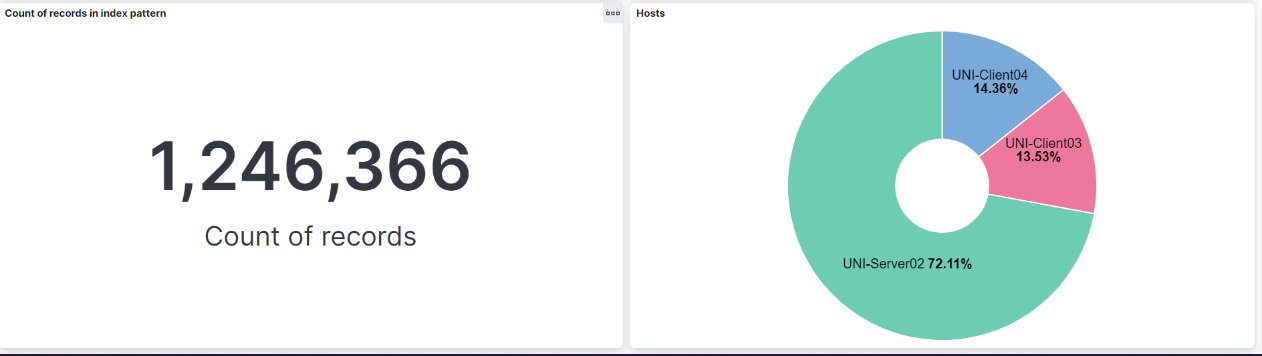 Count of records in index pattern
1,246,366
Count of records
Hosts
UNI-Client04
14.36%
UNI-Client03
13.53%
UNI-Server02 72.11%